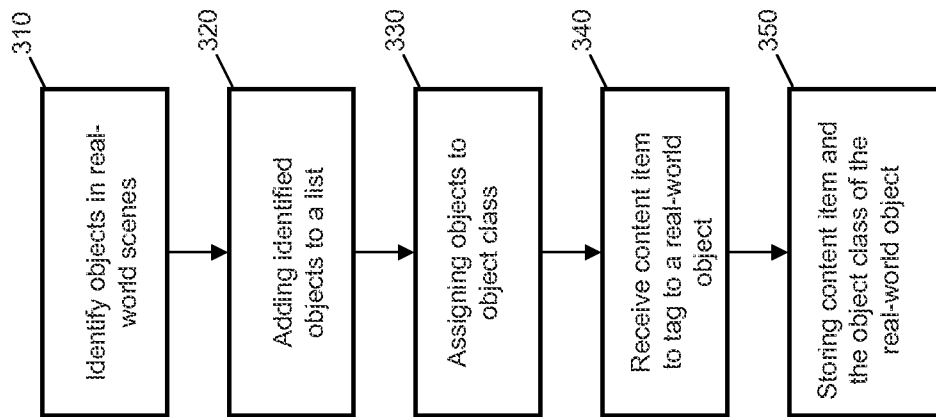 310
Identify objects in real-
world scenes
320
Adding identified
objects to a list
330
Assigning objects to
object class
340
Receive content item
to tag to a real-world
object
350
Storing content item and
the object class of the
real-world object